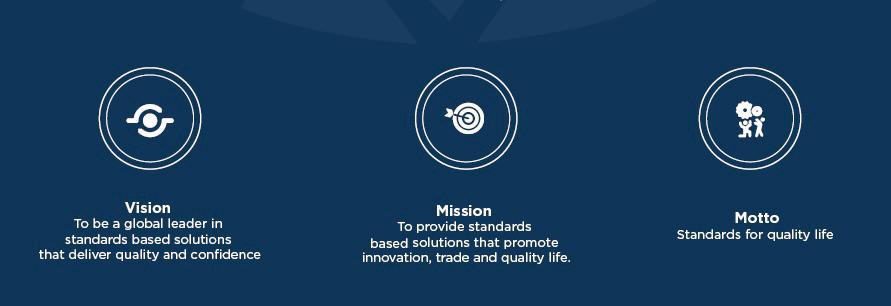 Vision
To be a global leader in
standards based solutions
that deliver quality and confidence
Mission
To provide standards
based solutions that promote
innovation, trade and quality life.
Motto
Standards for quality life